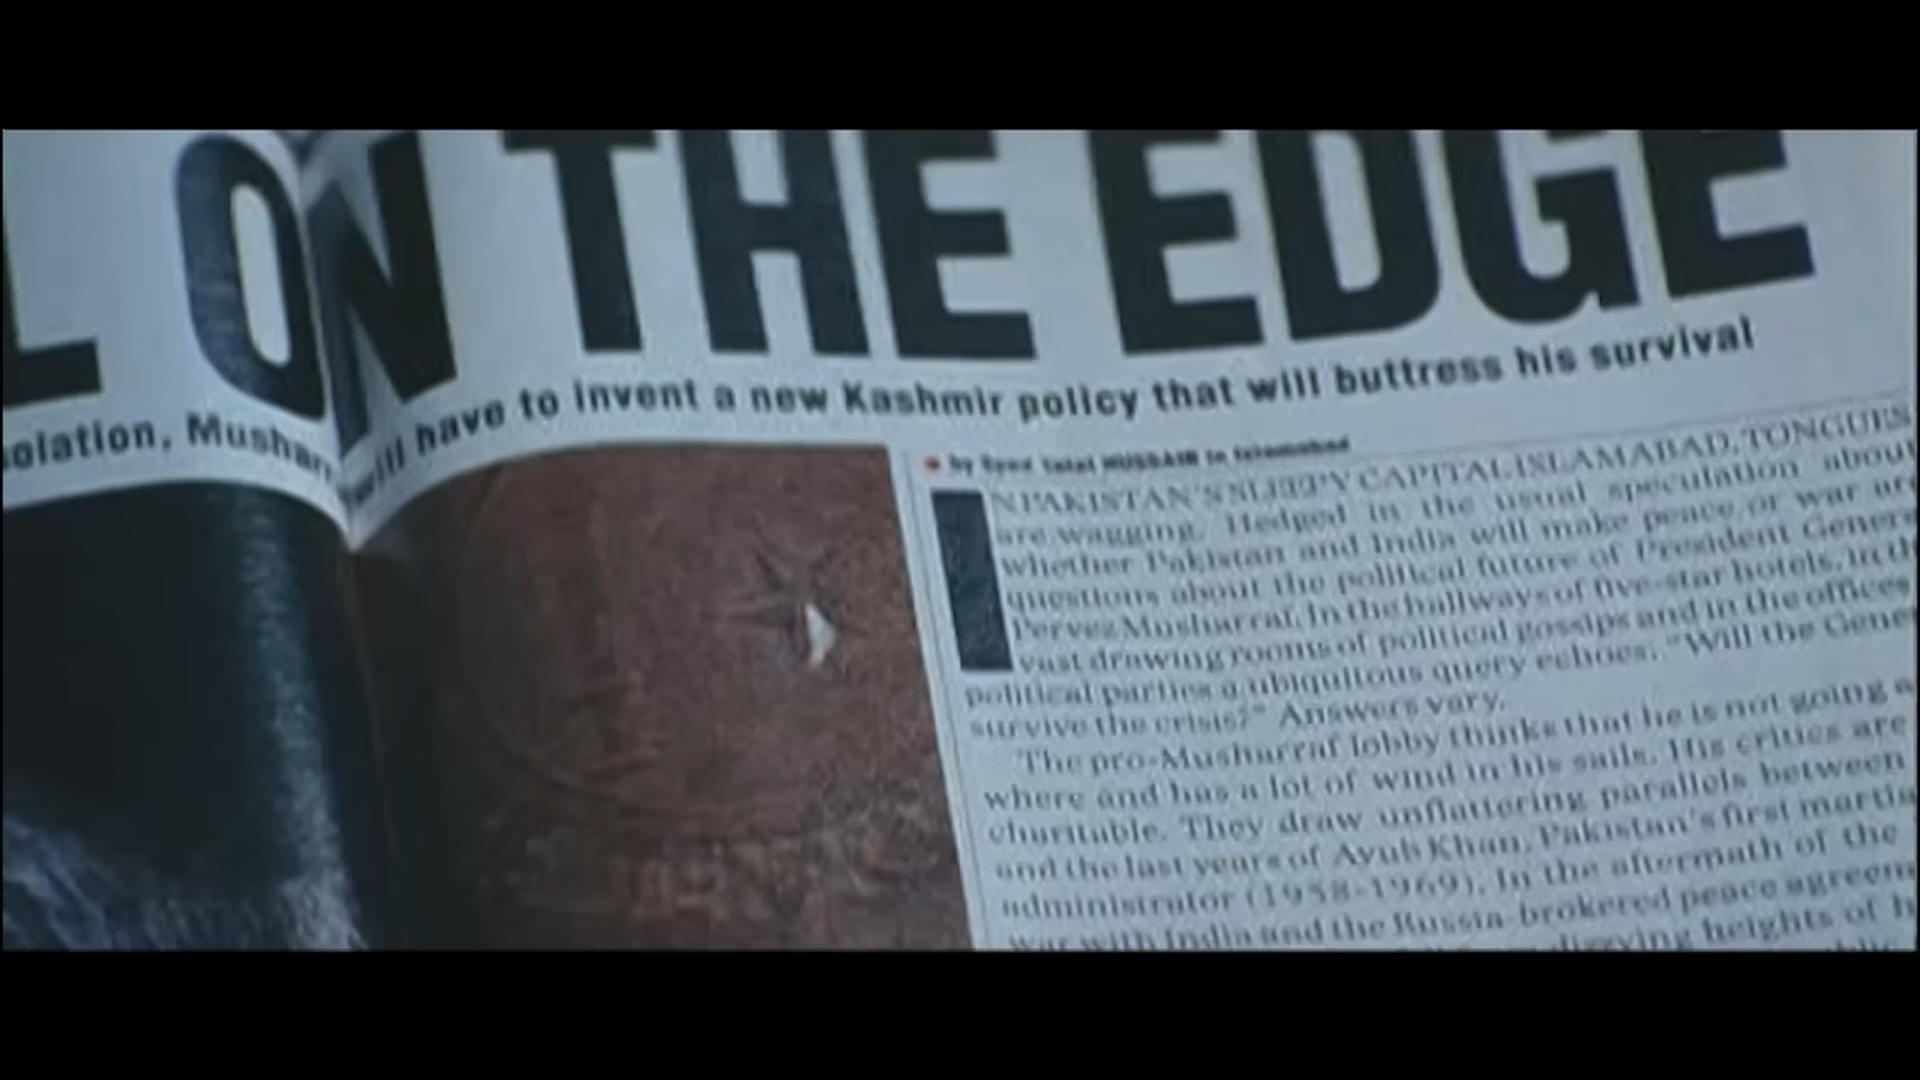 L ON THE EDGE
solation, Musharr will have to invent a new Kashmir policy that will buttress his survival
by Syed Talat HUSSAIN in Islamabad
IN PAKISTAN'S SLEEPY CAPITAL ISLAMABAD, TONGUES
are wagging. Hedged in the usual speculation about
whether Pakistan and India will make peace or war are
questions about the political future of President Genera
Pervez Musharraf. In the hallways of five-star hotels, in th
vast drawing rooms of political gossips and in the offices
political parties a ubiquitous query echoes. "Will the Gene
survive the crisis?" Answers vary.
The pro-Musharraf lobby thinks that he is not going a
where and has a lot of wind in his sails. His critics are
charitable. They draw unflattering parallels between
and the last years of Ayub Khan, Pakistan's first martia
administrator (1958-1969). In the aftermath of the
war with India and the Russia-brokered peace agreem
dizzying heights of h